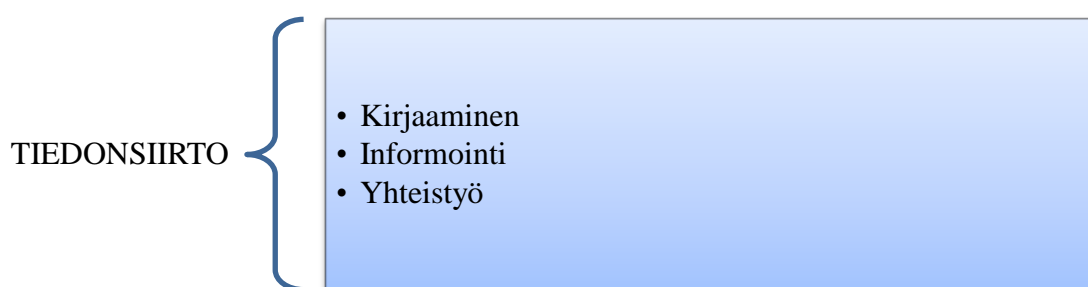 TIEDONSIIRTO
• Kirjaaminen
• Informointi
• Yhteistyö